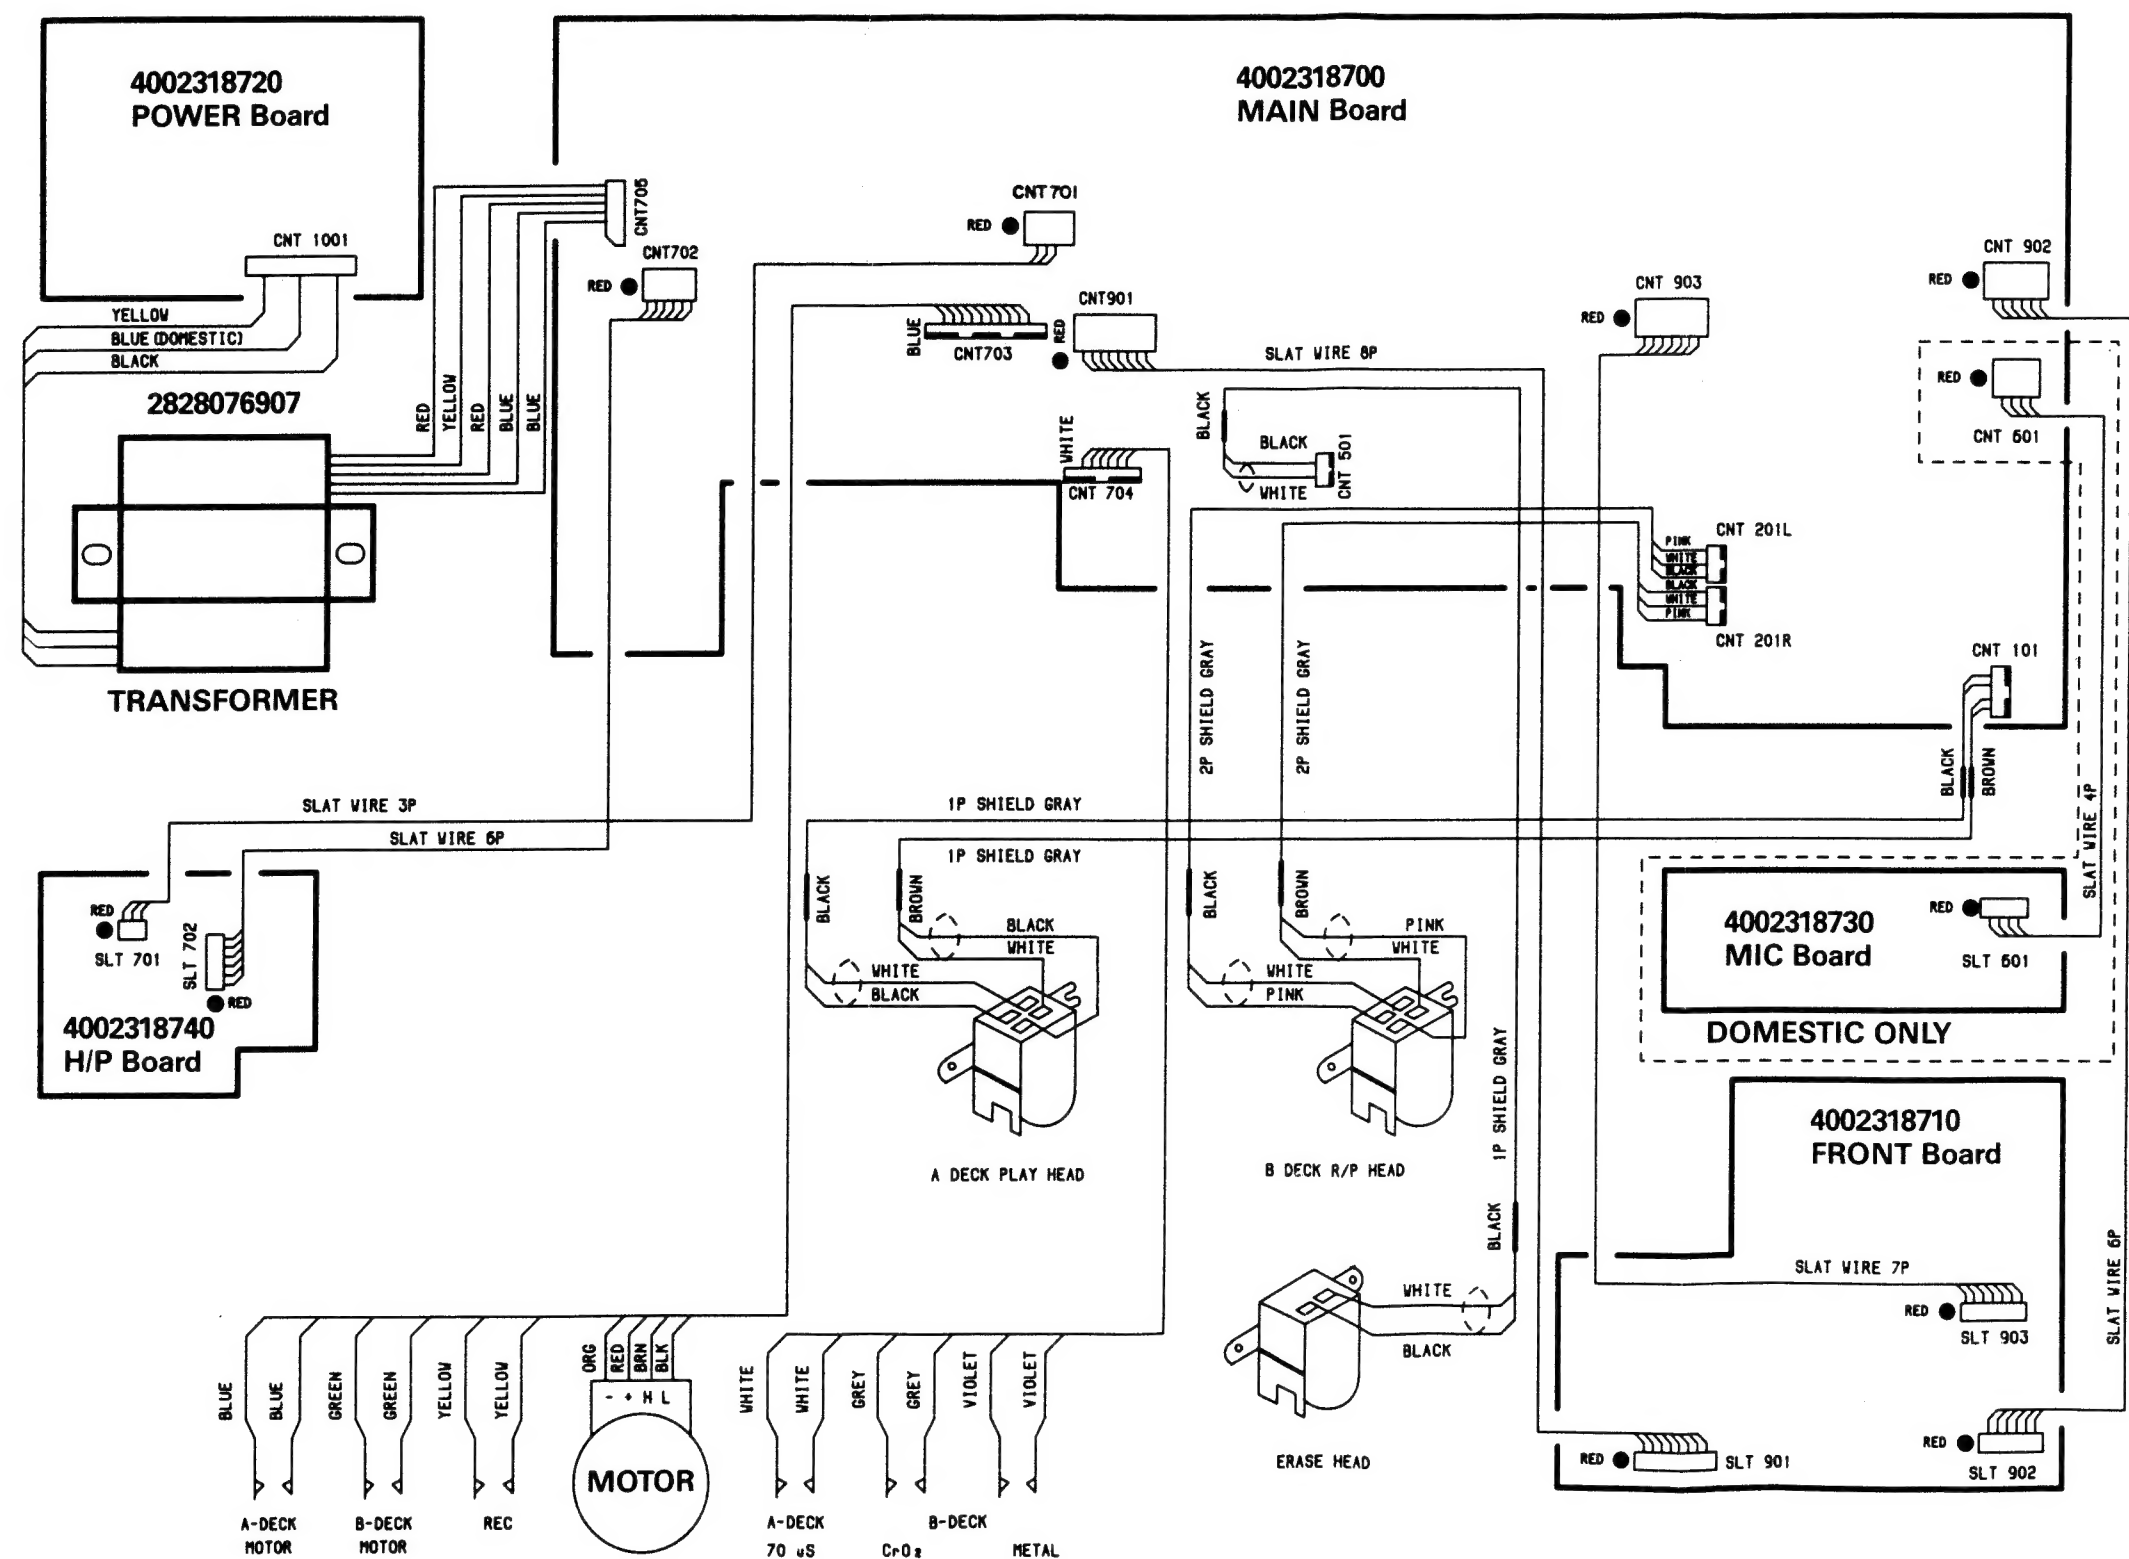 4002318720
POWER Board
4002318700
MAIN Board
CNT705
CNT701
RED
CNT 1001
CNT702
RED
CNT 902
RED
CNT 903
RED
CNT901
RED
BLUE
CNT703
YELLOW
BLUE (DOMESTIC)
BLACK
SLAT WIRE 8P
RED
CNT 601
2828076907
RED
YELLOW
RED
BLUE
BLUE
WHITE
CNT 704
BLACK
BLACK
WHITE
CNT 501
CNT 201L
PINK
WHITE
BLACK
BLACK
WHITE
PINK
CNT 201R
CNT 101
TRANSFORMER
2P SHIELD GRAY
2P SHIELD GRAY
BLACK
BROWN
SLAT WIRE 4P
SLAT WIRE 3P
1P SHIELD GRAY
SLAT WIRE 6P
1P SHIELD GRAY
BLACK
BROWN
BLACK
BROWN
RED
SLT 701
SLT 702
RED
BLACK
WHITE
WHITE
BLACK
PINK
WHITE
WHITE
PINK
4002318730
MIC Board
RED
SLT 601
DOMESTIC ONLY
4002318740
H/P Board
1P SHIELD GRAY
4002318710
FRONT Board
A DECK PLAY HEAD
B DECK R/P HEAD
BLACK
SLAT WIRE 6P
SLAT WIRE 7P
WHITE
BLACK
RED
SLT 903
ORG
RED
BRN
BLK
- + H L
BLUE
BLUE
GREEN
GREEN
YELLOW
YELLOW
WHITE
WHITE
GREY
GREY
VIOLET
VIOLET
MOTOR
ERASE HEAD
RED
SLT 901
RED
SLT 902
A-DECK
MOTOR
B-DECK
MOTOR
REC
A-DECK
70 uS
B-DECK
CrO2
METAL